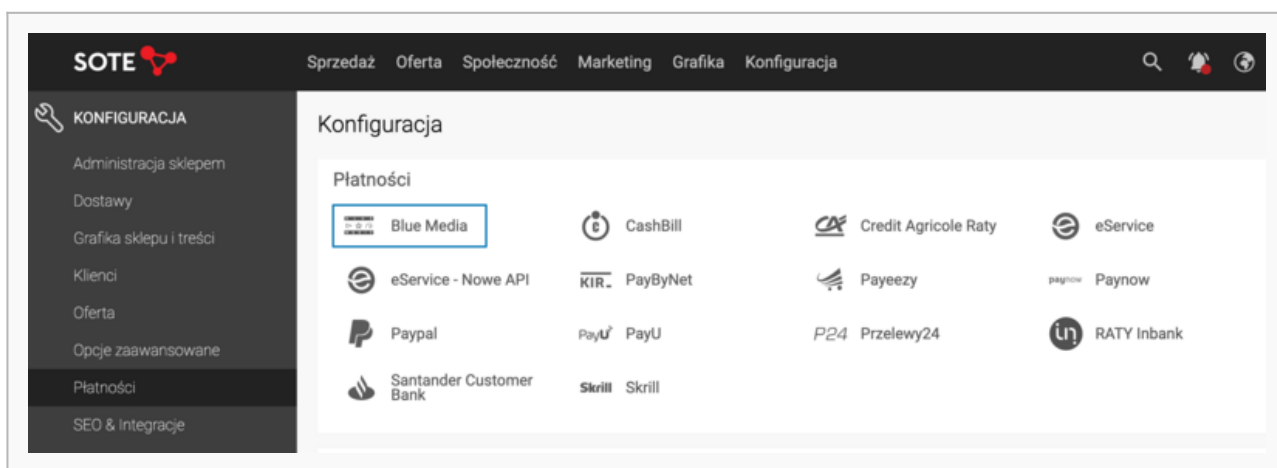 SOTE
Sprzedaż Oferta Społeczność Marketing Grafika Konfiguracja
KONFIGURACJA
Administracja sklepem
Dostawy
Grafika sklepu i treści
Klienci
Oferta
Opcje zaawansowane
Płatności
SEO & Integracje
Konfiguracja
Płatności
Blue Media
CashBill
CA Credit Agricole Raty
eService
eService - Nowe API
KIR PayByNet
Payeezy
paynow Paynow
Paypal
PayU PayU
P24 Przelewy24
in RATY Inbank
Santander Customer
Bank
Skrill Skrill